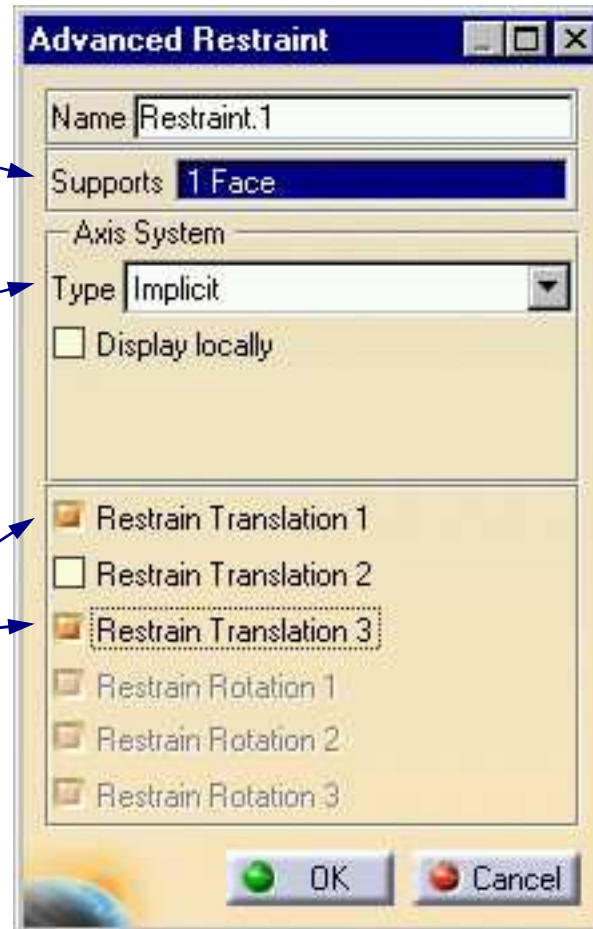 Advanced Restraint
Name Restraint.1
Supports 1 Face
Axis System
Type Implicit
Display locally
Restrain Translation 1
Restrain Translation 2
Restrain Translation 3
Restrain Rotation 1
Restrain Rotation 2
Restrain Rotation 3
OK Cancel